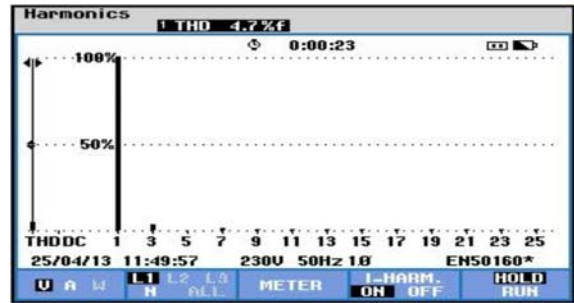 Harmonics
1 THD 4.7%f
0:00:23
100%
50%
THDDC 1 3 5 7 9 11 13 15 17 19 21 23 25
25/04/13 11:49:57 230V 50Hz 1.0 EN50160*
V A W L1 L2 L3 N ALL METER I-HARM. ON OFF HOLD RUN